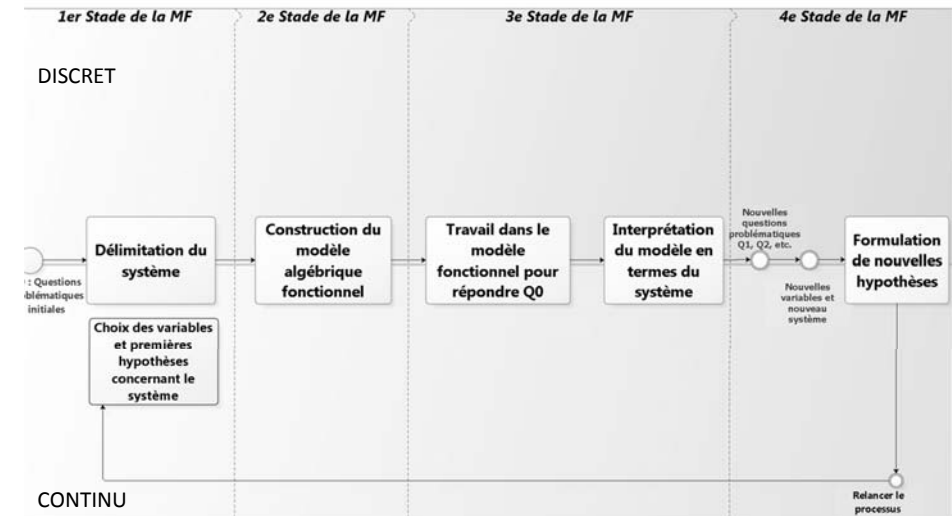 1er Stade de la MF
2e Stade de la MF
3e Stade de la MF
4e Stade de la MF
DISCRET
: Questions
initiales
Délimitation du
système
Choix des variables
et premières
hypothèses
concernant le
système
Construction du
modèle
algébrique
fonctionnel
Travail dans le
modèle
fonctionnel pour
répondre Q0
Interprétation
du modèle en
termes du
système
Nouvelles
questions
problématiques
Q1, Q2, etc.
Nouvelles
variables et
nouveau
système
Formulation
de nouvelles
hypothèses
Relancer le
processus
CONTINU